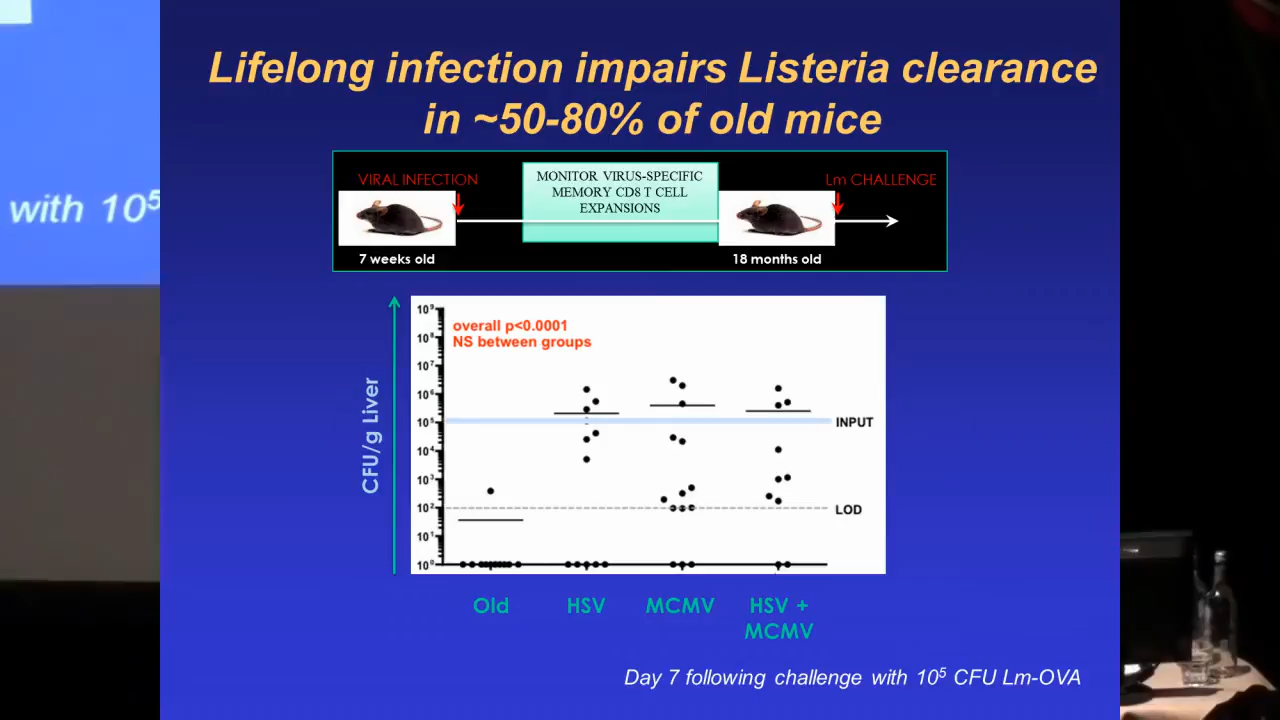 Lifelong infection impairs Listeria clearance
in ~50-80% of old mice
with 10⁵
VIRAL INFECTION
MONITOR VIRUS-SPECIFIC
MEMORY CD8 T CELL
EXPANSIONS
Lm CHALLENGE
7 weeks old
18 months old
CFU/g Liver
overall p<0.0001
NS between groups
10⁹
10⁸
10⁷
10⁶
10⁵
10⁴
10³
10²
10¹
10⁰
INPUT
LOD
Old
HSV
MCMV
HSV +
MCMV
Day 7 following challenge with 10⁵ CFU Lm-OVA